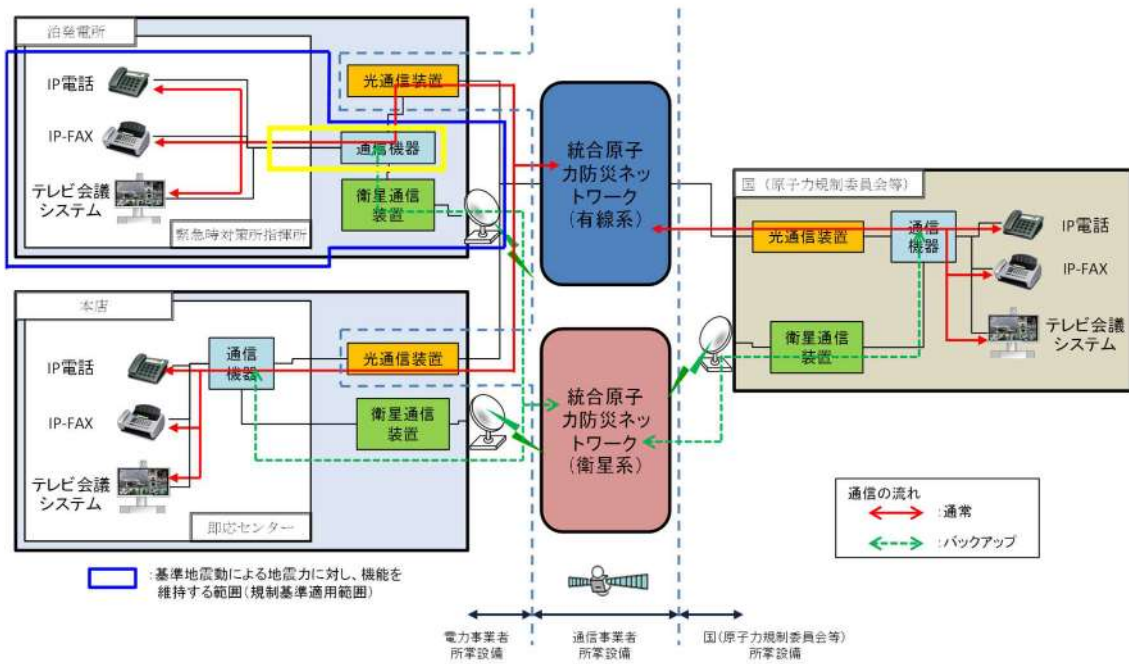 泊発電所
IP電話
IP-FAX
テレビ会議
システム
緊急時対策所指揮所
光通信装置
通信機器
衛星通信
装置
本店
IP電話
IP-FAX
テレビ会議
システム
即応センター
通信
機器
光通信装置
衛星通信
装置
統合原子
力防災ネッ
トワーク
(有線系)
統合原子
力防災ネッ
トワーク
(衛星系)
国(原子力規制委員会等)
光通信装置
通信
機器
衛星通信
装置
IP電話
IP-FAX
テレビ会議
システム
通信の流れ
:通常
:バックアップ
:基準地震動による地震力に対し、機能を
維持する範囲(規制基準適用範囲)
電力事業者
所掌設備
通信事業者
所掌設備
国(原子力規制委員会等)
所掌設備